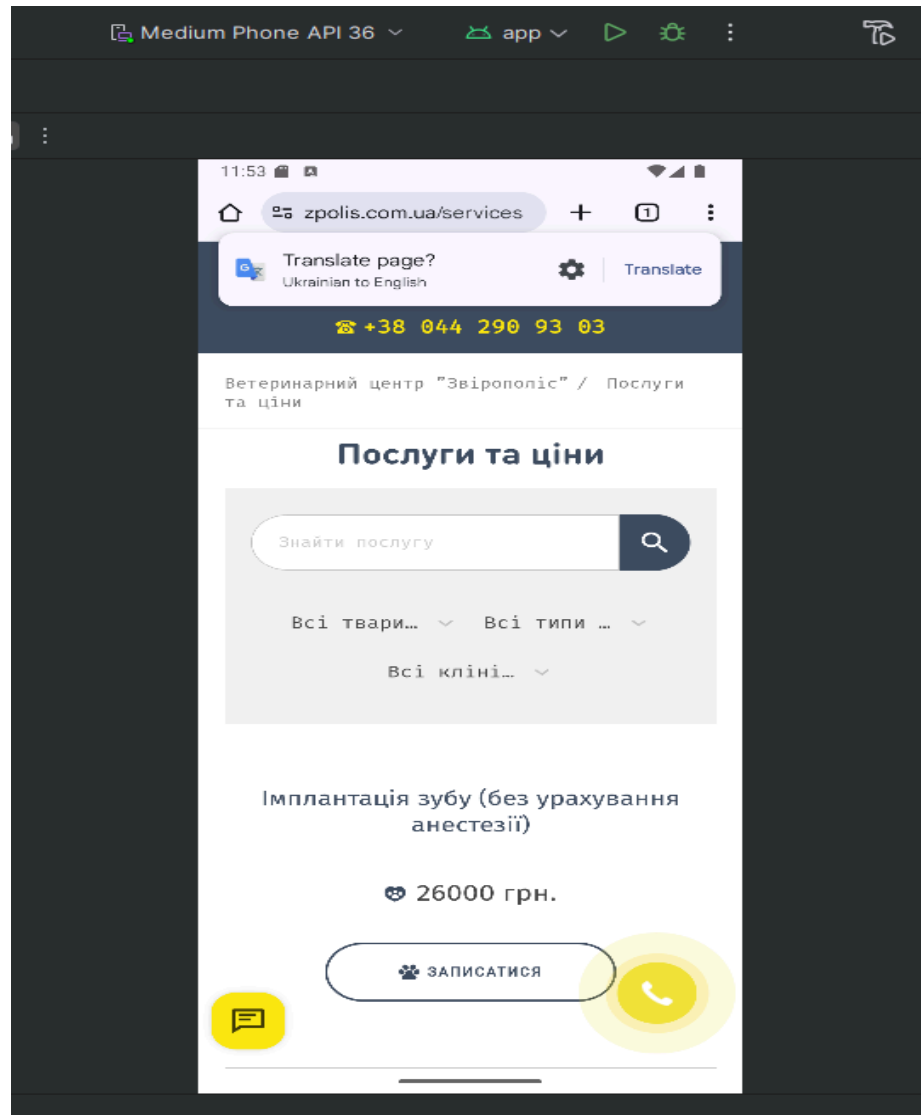 Medium Phone API 36
app
11:53
zpolis.com.ua/services
1
Translate page?
Ukrainian to English
Translate
+38 044 290 93 03
Ветеринарний центр "Звірополіс" / Послуги
та ціни
Послуги та ціни
Знайти послугу
Всі твари… Всі типи …
Всі кліні…
Імплантація зубу (без урахування
анестезії)
26000 грн.
ЗАПИСАТИСЯ